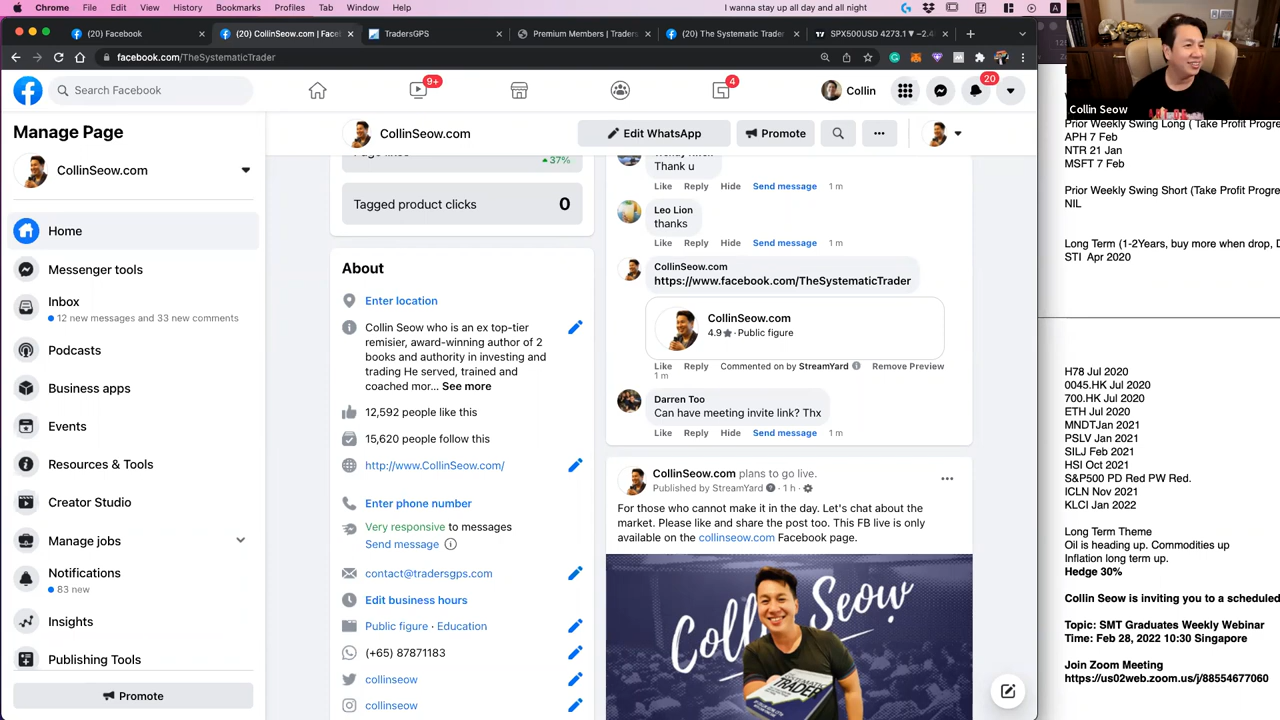 Chrome File Edit View History Bookmarks Profiles Tab Window Help I wanna stay up all day and all night
(20) Facebook × (20) CollinSeow.com | Face × TradersGPS × Premium Members | Traders × (20) The Systematic Trader × SPX500USD 4273.1 ▼ −2.4 × +
facebook.com/TheSystematicTrader
Search Facebook
9+
4
Collin
20
Manage Page
CollinSeow.com
Home
Messenger tools
Inbox
12 new messages and 33 new comments
Podcasts
Business apps
Events
Resources & Tools
Creator Studio
Manage jobs
Notifications
83 new
Insights
Publishing Tools
Promote
CollinSeow.com
Edit WhatsApp
Promote
37%
Tagged product clicks 0
About
Enter location
Collin Seow who is an ex top-tier
remisier, award-winning author of 2
books and authority in investing and
trading He served, trained and
coached mor... See more
12,592 people like this
15,620 people follow this
http://www.CollinSeow.com/
Enter phone number
Very responsive to messages
Send message
contact@tradersgps.com
Edit business hours
Public figure · Education
(+65) 87871183
collinseow
collinseow
Thank u
Like Reply Hide Send message 1 m
Leo Lion
thanks
Like Reply Hide Send message 1 m
CollinSeow.com
https://www.facebook.com/TheSystematicTrader
CollinSeow.com
4.9★ · Public figure
Like Reply Commented on by StreamYard Remove Preview
1 m
Darren Too
Can have meeting invite link? Thx
Like Reply Hide Send message 1 m
CollinSeow.com plans to go live.
Published by StreamYard · 1 h ·
For those who cannot make it in the day. Let's chat about the
market. Please like and share the post too. This FB live is only
available on the collinseow.com Facebook page.
Collin Seow
TRADER
Collin Seow
Prior Weekly Swing Long ( Take Profit Progre
APH 7 Feb
NTR 21 Jan
MSFT 7 Feb
Prior Weekly Swing Short (Take Profit Progre
NIL
Long Term (1-2Years, buy more when drop, D
STI Apr 2020
H78 Jul 2020
0045.HK Jul 2020
700.HK Jul 2020
ETH Jul 2020
MNDTJan 2021
PSLV Jan 2021
SILJ Feb 2021
HSI Oct 2021
S&P500 PD Red PW Red.
ICLN Nov 2021
KLCI Jan 2022
Long Term Theme
Oil is heading up. Commodities up
Inflation long term up.
Hedge 30%
Collin Seow is inviting you to a scheduled
Topic: SMT Graduates Weekly Webinar
Time: Feb 28, 2022 10:30 Singapore
Join Zoom Meeting
https://us02web.zoom.us/j/88554677060